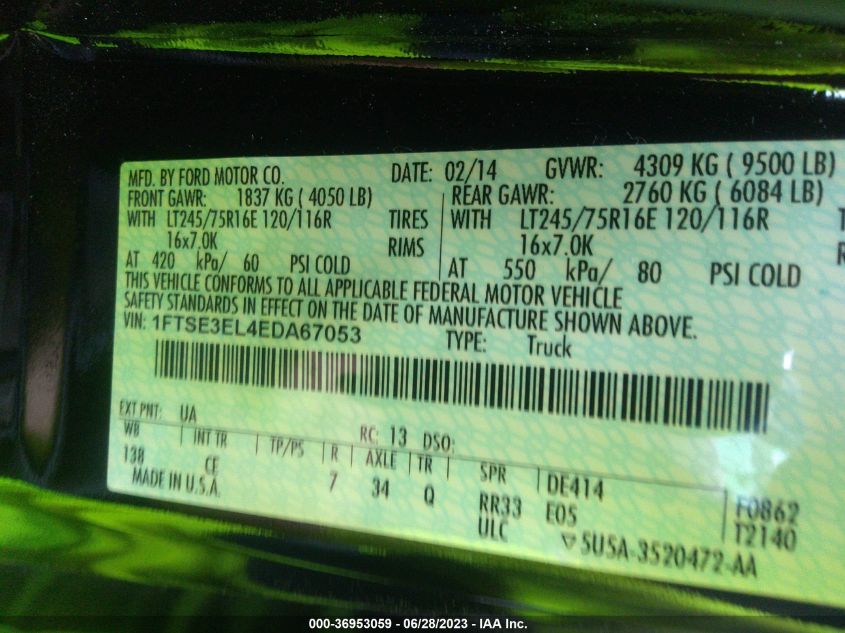 MFD. BY FORD MOTOR CO. DATE: 02/14 GVWR: 4309 KG ( 9500 LB)
FRONT GAWR: 1837 KG ( 4050 LB) REAR GAWR: 2760 KG ( 6084 LB)
WITH LT245/75R16E 120/116R TIRES WITH LT245/75R16E 120/116R
16x7.0K RIMS 16x7.0K
AT 420 kPa/ 60 PSI COLD AT 550 kPa/ 80 PSI COLD
THIS VEHICLE CONFORMS TO ALL APPLICABLE FEDERAL MOTOR VEHICLE
SAFETY STANDARDS IN EFFECT ON THE DATE OF MANUFACTURE SHOWN ABOVE.
VIN: 1FTSE3EL4EDA67053 TYPE: Truck
EXT PNT: UA RC: 13 DSO:
WB INT TR TP/PS R AXLE TR SPR DE414 F0862
138 CE 7 34 Q RR33 EOS T2140
MADE IN U.S.A. ULC ▽5U5A-3520472-AA
000-36953059 - 06/28/2023 - IAA Inc.